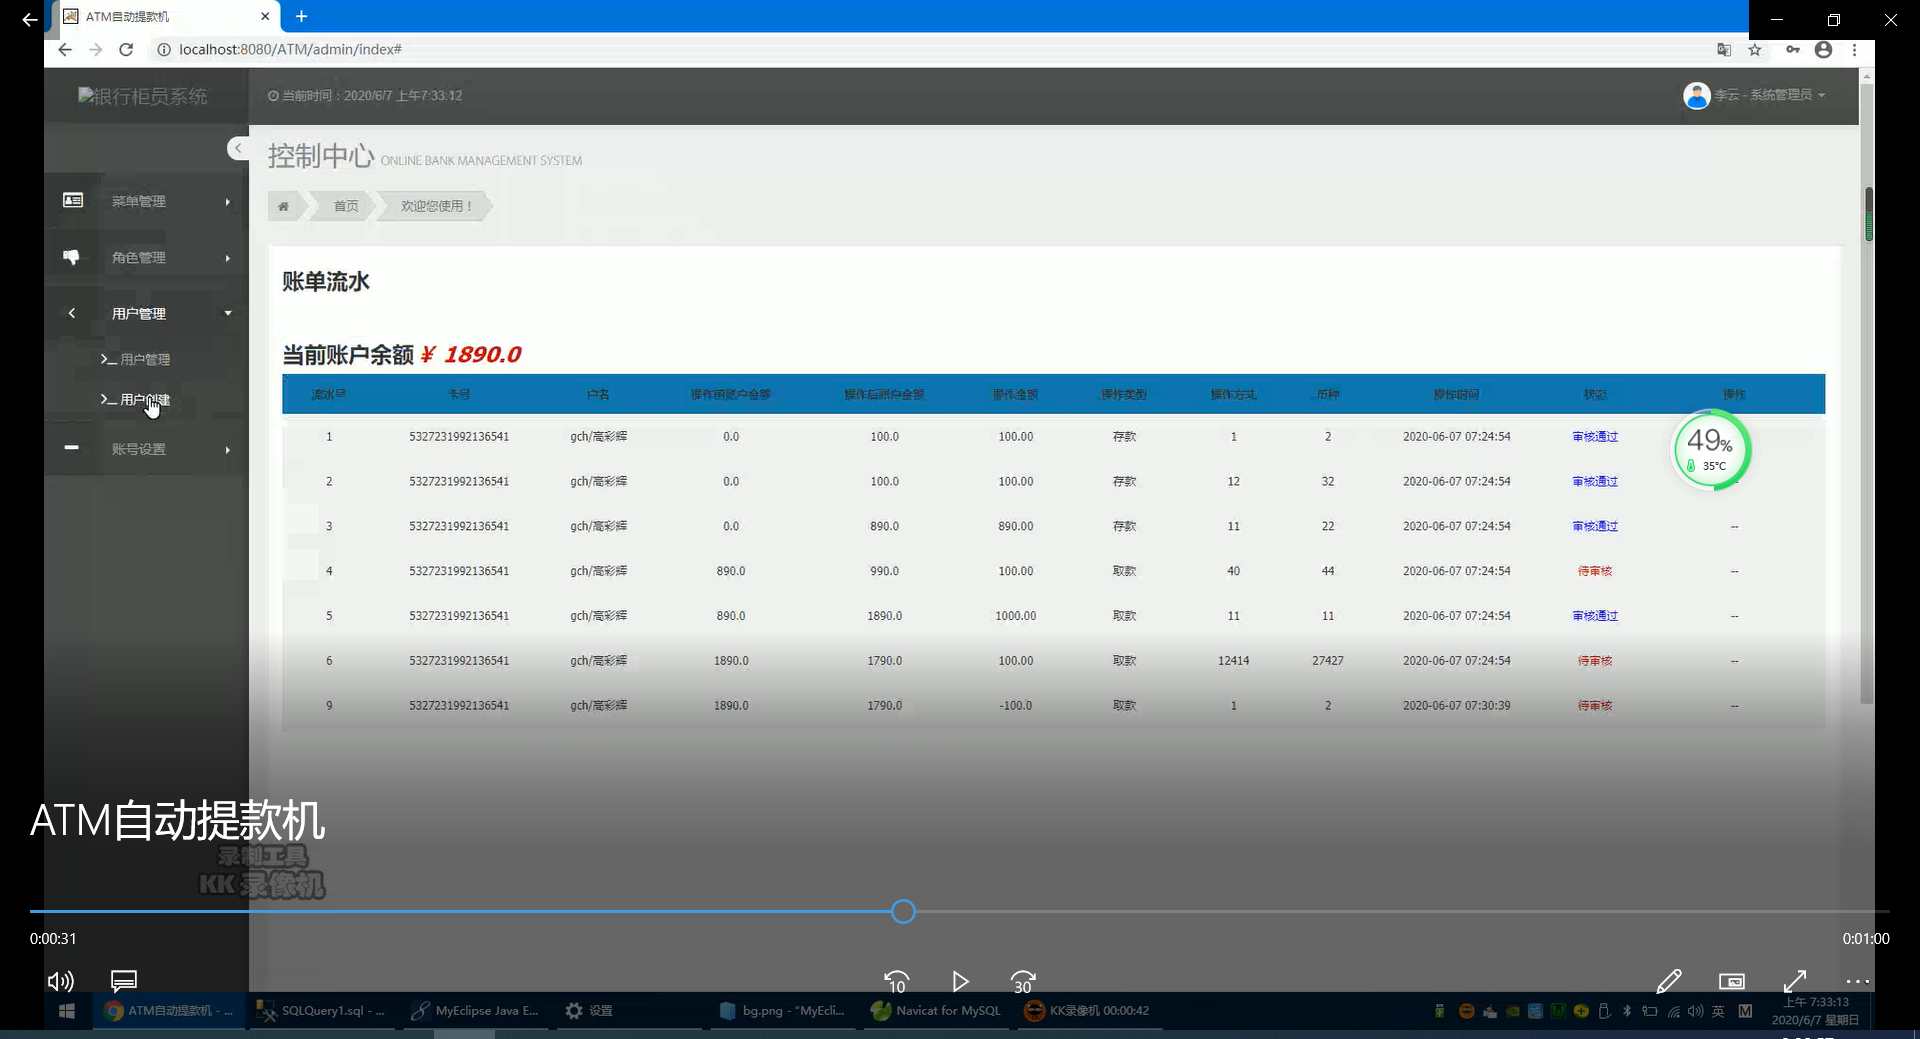 ATM自动提款机
localhost:8080/ATM/admin/index#
银行柜员系统
当前时间：2020/6/7 上午7:33:12
李云 - 系统管理员
控制中心 ONLINE BANK MANAGEMENT SYSTEM
首页 欢迎您使用！
菜单管理
角色管理
用户管理
用户管理
用户创建
账号设置
账单流水
当前账户余额 ¥ 1890.0
流水号 卡号 户名 操作前账户金额 操作后账户金额 操作金额 操作类型 操作方式 币种 操作时间 状态 操作
1 5327231992136541 gch/高彩辉 0.0 100.0 100.00 存款 1 2 2020-06-07 07:24:54 审核通过
2 5327231992136541 gch/高彩辉 0.0 100.0 100.00 存款 12 32 2020-06-07 07:24:54 审核通过 --
3 5327231992136541 gch/高彩辉 0.0 890.0 890.00 存款 11 22 2020-06-07 07:24:54 审核通过 --
4 5327231992136541 gch/高彩辉 890.0 990.0 100.00 取款 40 44 2020-06-07 07:24:54 待审核 --
5 5327231992136541 gch/高彩辉 890.0 1890.0 1000.00 取款 11 11 2020-06-07 07:24:54 审核通过 --
6 5327231992136541 gch/高彩辉 1890.0 1790.0 100.00 取款 12414 27427 2020-06-07 07:24:54 待审核 --
9 5327231992136541 gch/高彩辉 1890.0 1790.0 -100.0 取款 1 2 2020-06-07 07:30:39 待审核 --
49%
35°C
ATM自动提款机
录制工具
KK 录像机
0:00:31
0:01:00
10
30
ATM自动提款机 - ...
SQLQuery1.sql - ...
MyEclipse Java E...
设置
bg.png - "MyEcli...
Navicat for MySQL
KK录像机 00:00:42
英
M
上午 7:33:13
2020/6/7 星期日